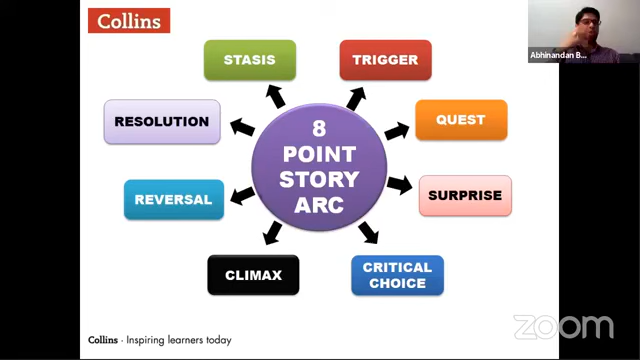 Collins
Abhinandan B...
STASIS
TRIGGER
RESOLUTION
QUEST
8
POINT
STORY
ARC
REVERSAL
SURPRISE
CLIMAX
CRITICAL
CHOICE
zoom
Collins · Inspiring learners today